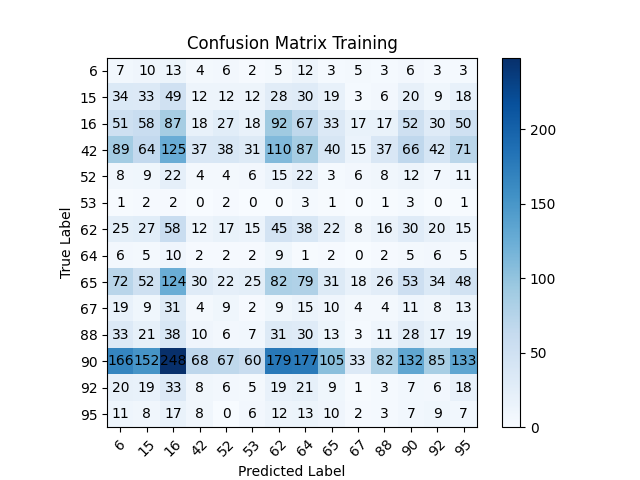 Confusion Matrix Training
6 7 10 13 4 6 2 5 12 3 5 3 6 3 3
15 34 33 49 12 12 12 28 30 19 3 6 20 9 18
16 51 58 87 18 27 18 92 67 33 17 17 52 30 50
42 89 64 125 37 38 31 110 87 40 15 37 66 42 71
52 8 9 22 4 4 6 15 22 3 6 8 12 7 11
53 1 2 2 0 2 0 0 3 1 0 1 3 0 1
62 25 27 58 12 17 15 45 38 22 8 16 30 20 15
64 6 5 10 2 2 2 9 1 2 0 2 5 6 5
65 72 52 124 30 22 25 82 79 31 18 26 53 34 48
67 19 9 31 4 9 2 9 15 10 4 4 11 8 13
88 33 21 38 10 6 7 31 30 13 3 11 28 17 19
90 166 152 248 68 67 60 179 177 105 33 82 132 85 133
92 20 19 33 8 6 5 19 21 9 1 3 7 6 18
95 11 8 17 8 0 6 12 13 10 2 3 7 9 7
6 15 16 42 52 53 62 64 65 67 88 90 92 95
Predicted Label
True Label
200
150
100
50
0